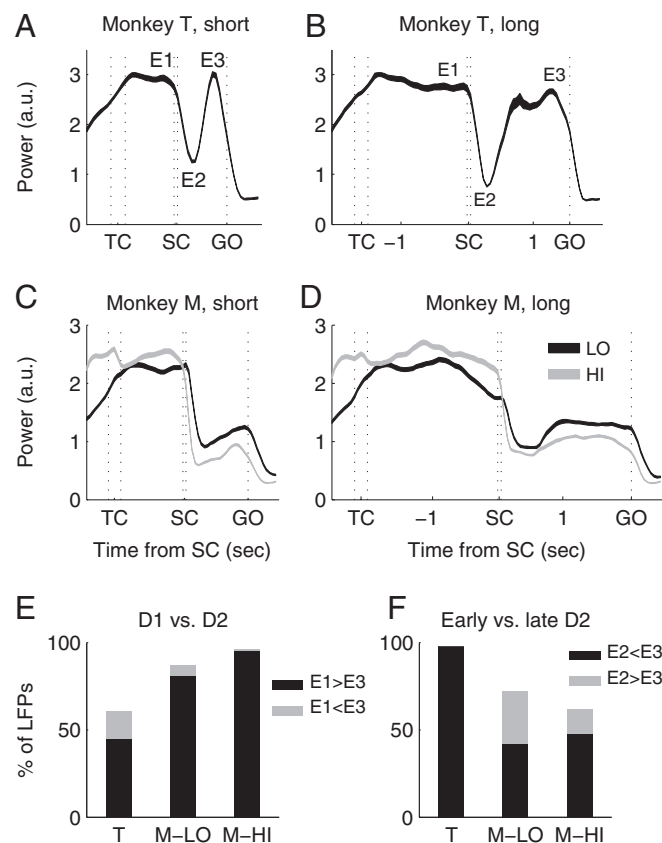 A
Monkey T, short
B
Monkey T, long
Power (a.u.)
3
2
1
0
E1
E3
E2
TC
SC
GO
3
2
1
0
E1
E3
E2
TC
−1
SC
1
GO
C
Monkey M, short
D
Monkey M, long
Power (a.u.)
3
2
1
0
TC
SC
GO
Time from SC (sec)
3
2
1
0
LO
HI
TC
−1
SC
1
GO
Time from SC (sec)
E
D1 vs. D2
% of LFPs
100
50
0
E1>E3
E1<E3
T
M−LO
M−HI
F
Early vs. late D2
100
50
0
E2<E3
E2>E3
T
M−LO
M−HI